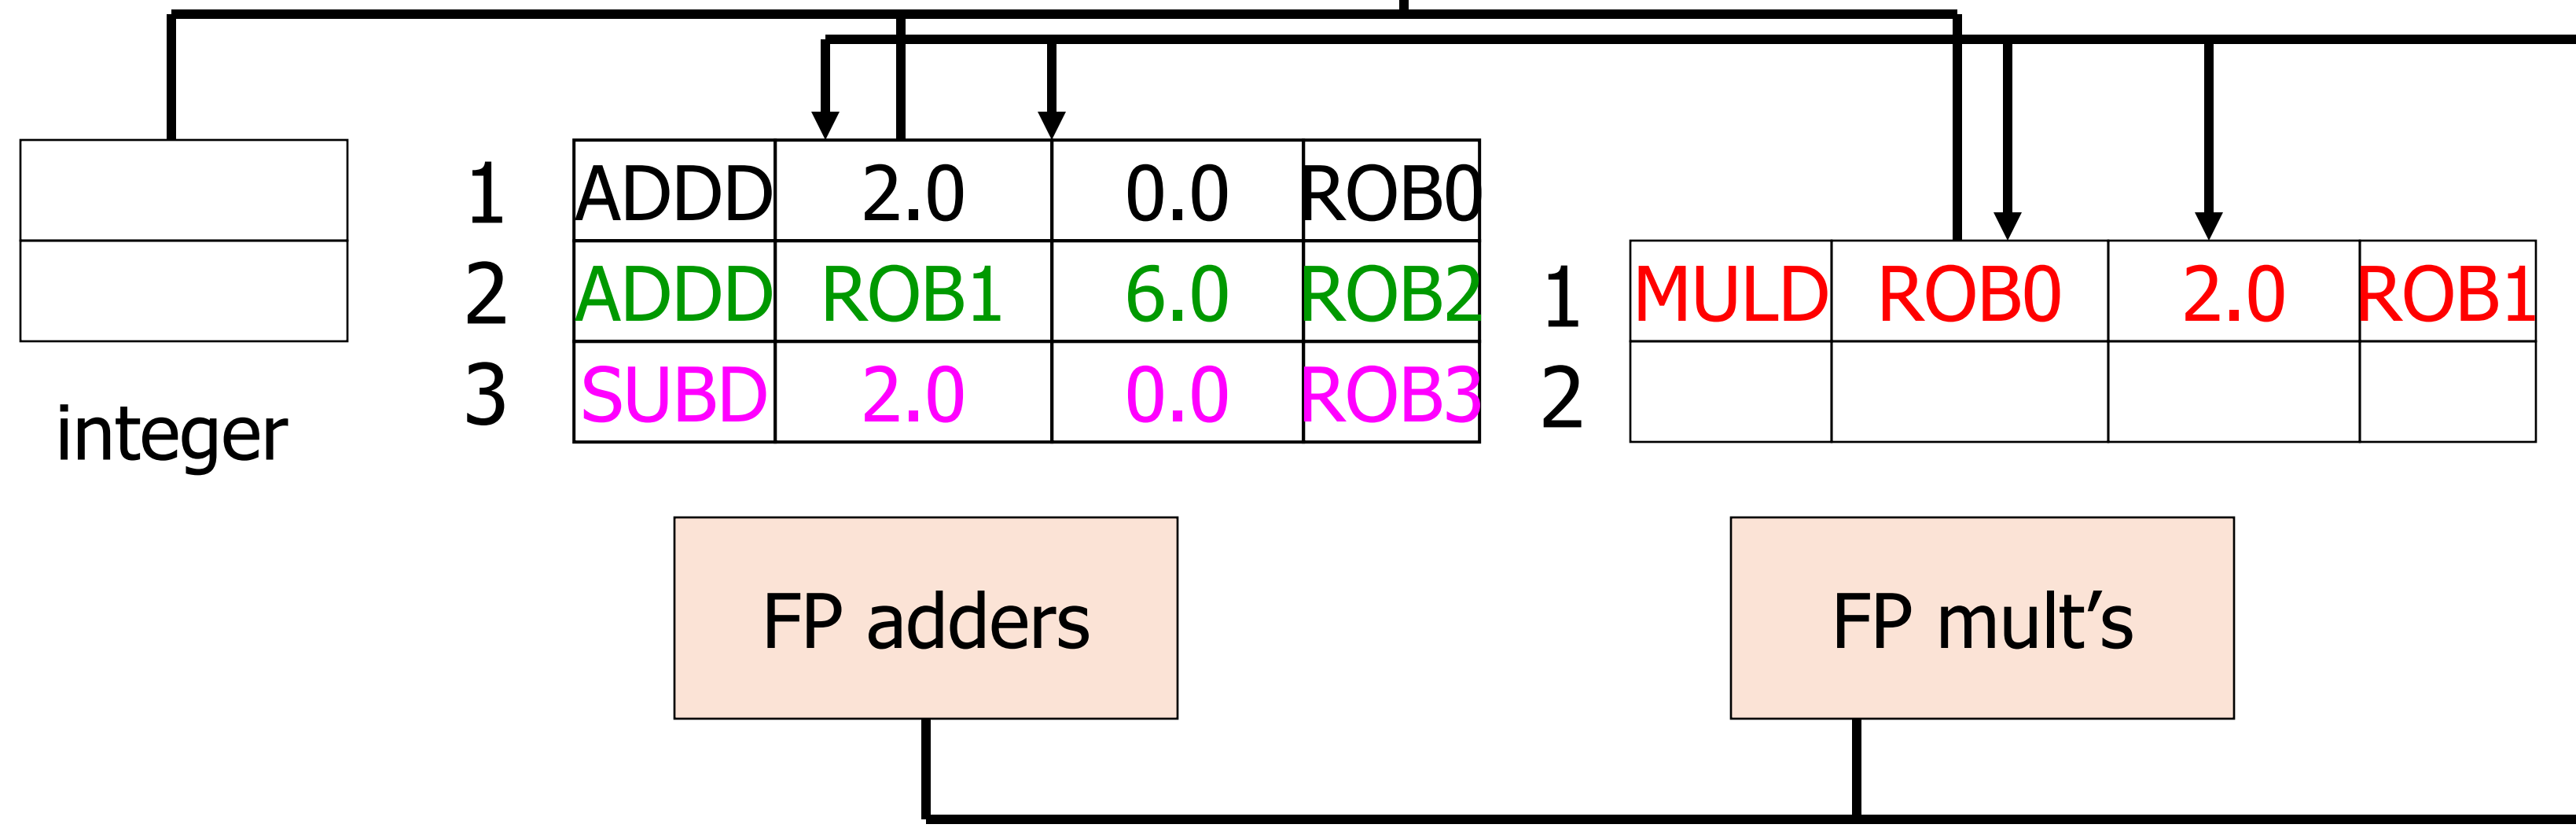 1 ADDD 2.0 0.0 ROB0
2 ADDD ROB1 6.0 ROB2
1 MULD ROB0 2.0 ROB1
3 SUBD 2.0 0.0 ROB3
2
integer
FP adders
FP mult’s